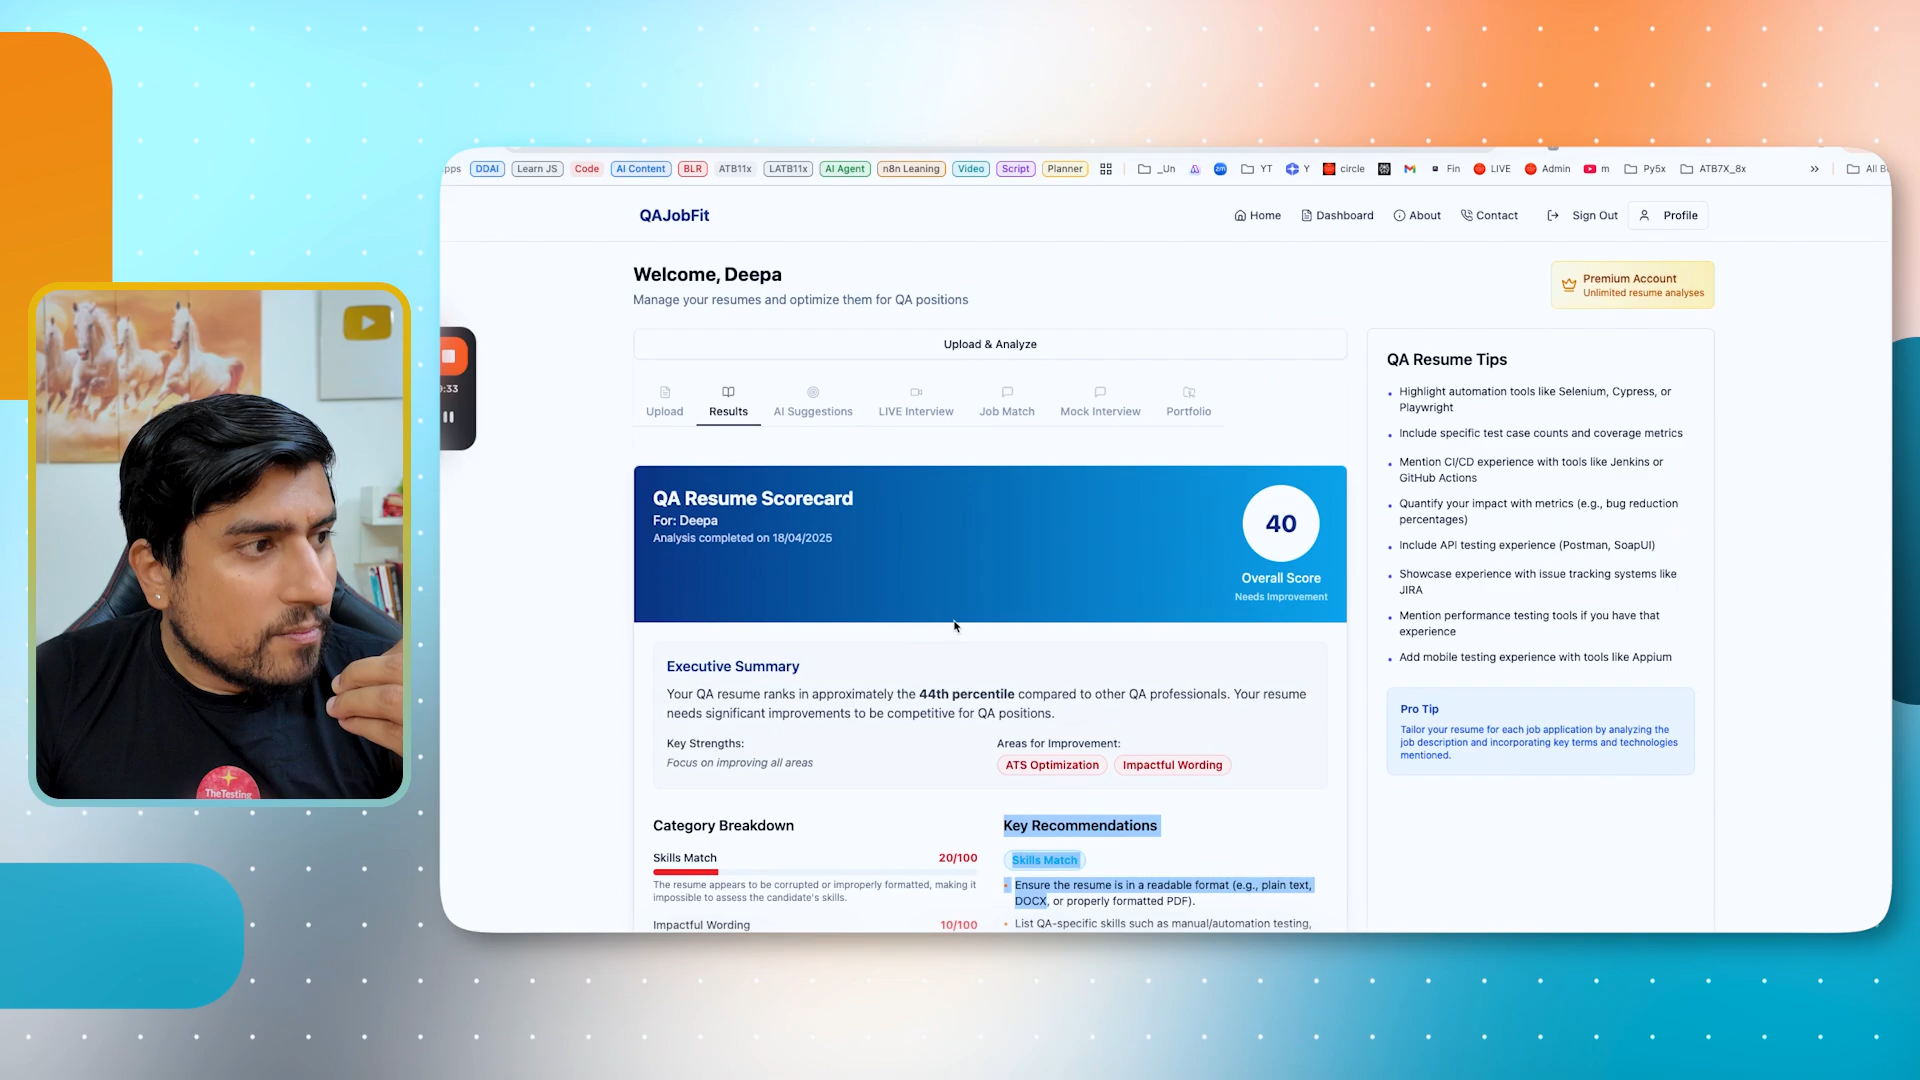 pps DDAI Learn JS Code AI Content BLR ATB11x LATB11x AI Agent n8n Leaning Video Script Planner _Un zm YT Y circle Fin LIVE Admin m Py5x ATB7X_8x » All B
QAJobFit
Home Dashboard About Contact Sign Out Profile
Welcome, Deepa
Manage your resumes and optimize them for QA positions
Premium Account
Unlimited resume analyses
:33
Upload & Analyze
Upload Results AI Suggestions LIVE Interview Job Match Mock Interview Portfolio
QA Resume Scorecard
For: Deepa
Analysis completed on 18/04/2025
40
Overall Score
Needs Improvement
Executive Summary
Your QA resume ranks in approximately the 44th percentile compared to other QA professionals. Your resume
needs significant improvements to be competitive for QA positions.
Key Strengths:
Focus on improving all areas
Areas for Improvement:
ATS Optimization Impactful Wording
Category Breakdown
Skills Match 20/100
The resume appears to be corrupted or improperly formatted, making it
impossible to assess the candidate's skills.
Impactful Wording 10/100
Key Recommendations
Skills Match
• Ensure the resume is in a readable format (e.g., plain text,
DOCX, or properly formatted PDF).
• List QA-specific skills such as manual/automation testing,
QA Resume Tips
• Highlight automation tools like Selenium, Cypress, or
Playwright
• Include specific test case counts and coverage metrics
• Mention CI/CD experience with tools like Jenkins or
GitHub Actions
• Quantify your impact with metrics (e.g., bug reduction
percentages)
• Include API testing experience (Postman, SoapUI)
• Showcase experience with issue tracking systems like
JIRA
• Mention performance testing tools if you have that
experience
• Add mobile testing experience with tools like Appium
Pro Tip
Tailor your resume for each job application by analyzing the
job description and incorporating key terms and technologies
mentioned.
TheTesting